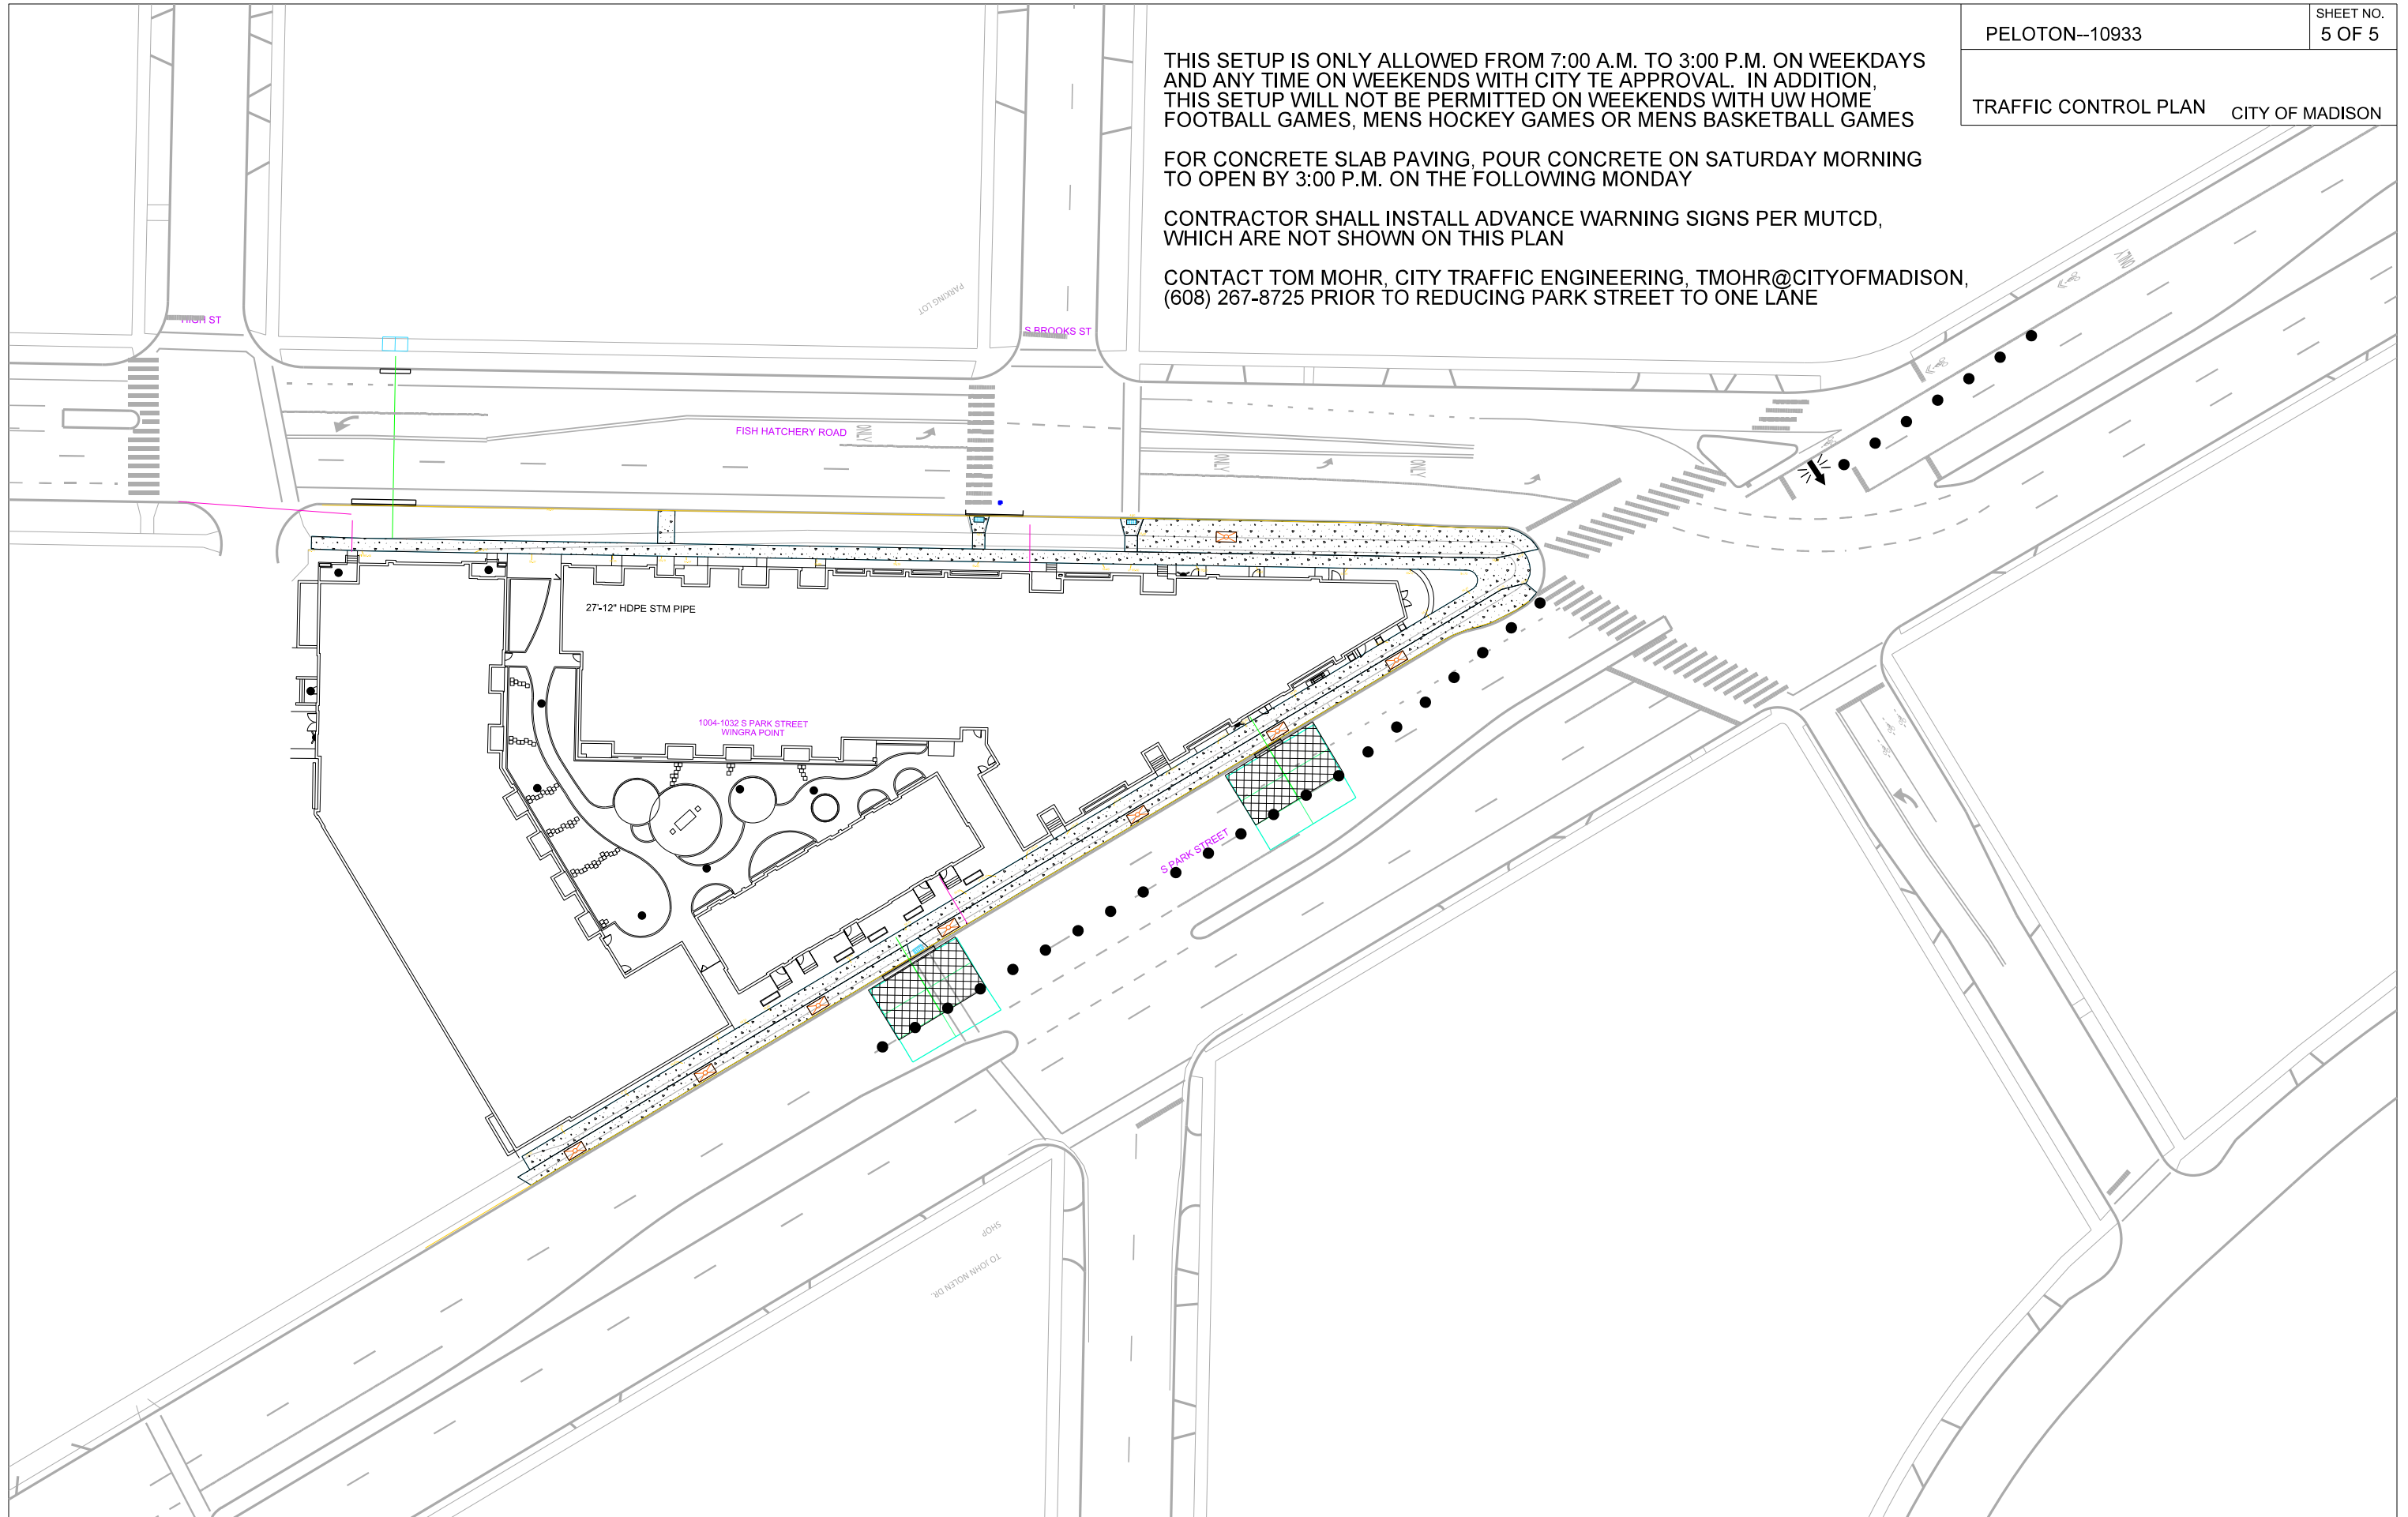 PELOTON--10933
SHEET NO.
5 OF 5
TRAFFIC CONTROL PLAN
CITY OF MADISON
THIS SETUP IS ONLY ALLOWED FROM 7:00 A.M. TO 3:00 P.M. ON WEEKDAYS
AND ANY TIME ON WEEKENDS WITH CITY TE APPROVAL. IN ADDITION,
THIS SETUP WILL NOT BE PERMITTED ON WEEKENDS WITH UW HOME
FOOTBALL GAMES, MENS HOCKEY GAMES OR MENS BASKETBALL GAMES
FOR CONCRETE SLAB PAVING, POUR CONCRETE ON SATURDAY MORNING
TO OPEN BY 3:00 P.M. ON THE FOLLOWING MONDAY
CONTRACTOR SHALL INSTALL ADVANCE WARNING SIGNS PER MUTCD,
WHICH ARE NOT SHOWN ON THIS PLAN
CONTACT TOM MOHR, CITY TRAFFIC ENGINEERING, TMOHR@CITYOFMADISON,
(608) 267-8725 PRIOR TO REDUCING PARK STREET TO ONE LANE
ONLY
PARKING LOT
HIGH ST
S BROOKS ST
FISH HATCHERY ROAD
ONLY
ONLY
ONLY
27'-12" HDPE STM PIPE
1004-1032 S PARK STREET
WINGRA POINT
S PARK STREET
SHOP
TO JOHN NOLEN DR.